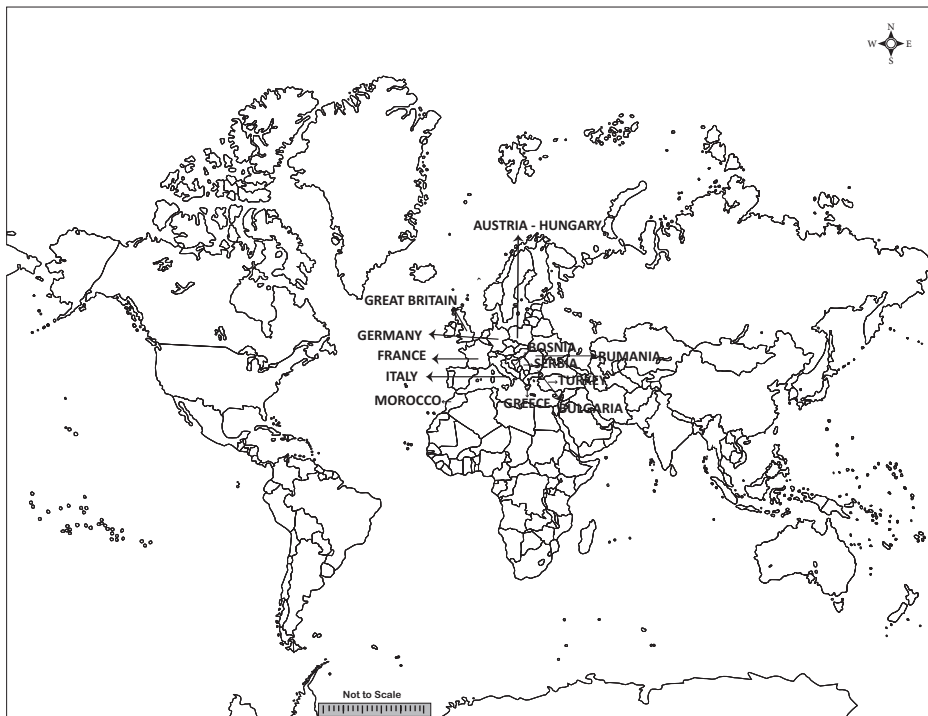 N
W E
S
AUSTRIA - HUNGARY
GREAT BRITAIN
GERMANY
BOSNIA
FRANCE
RUMANIA
SERBIA
ITALY
TURKEY
MOROCCO
GREECE
BULGARIA
Not to Scale